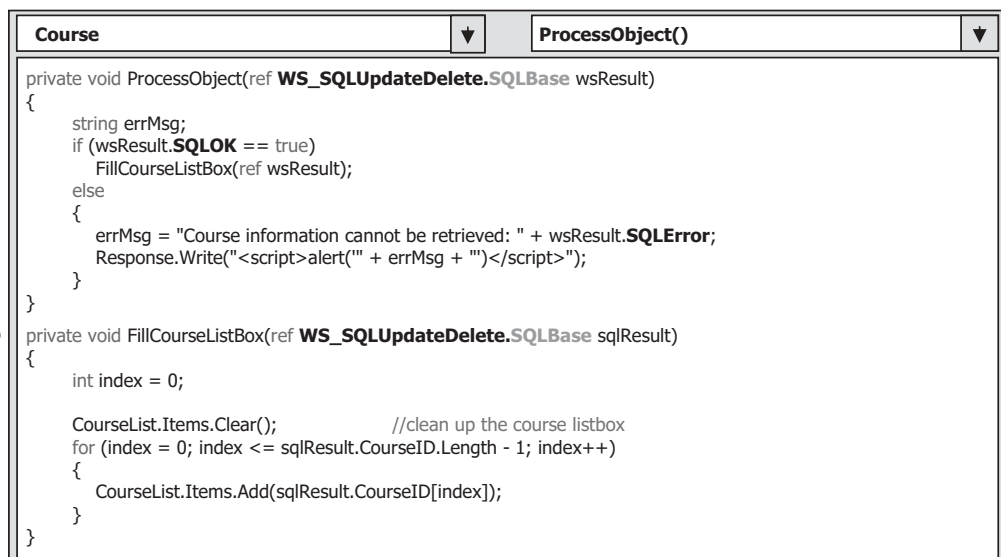 Course ProcessObject()
private void ProcessObject(ref WS_SQLUpdateDelete.SQLBase wsResult)
{
string errMsg;
if (wsResult.SQLOK == true)
FillCourseListBox(ref wsResult);
else
{
errMsg = "Course information cannot be retrieved: " + wsResult.SQLError;
Response.Write("<script>alert('" + errMsg + "')</script>");
}
}
private void FillCourseListBox(ref WS_SQLUpdateDelete.SQLBase sqlResult)
{
int index = 0;
CourseList.Items.Clear(); //clean up the course listbox
for (index = 0; index <= sqlResult.CourseID.Length - 1; index++)
{
CourseList.Items.Add(sqlResult.CourseID[index]);
}
}